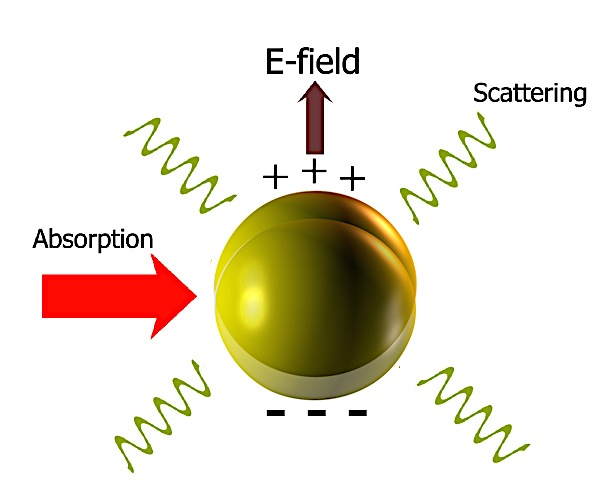 E-field
Scattering
+ + +
Absorption
- - -